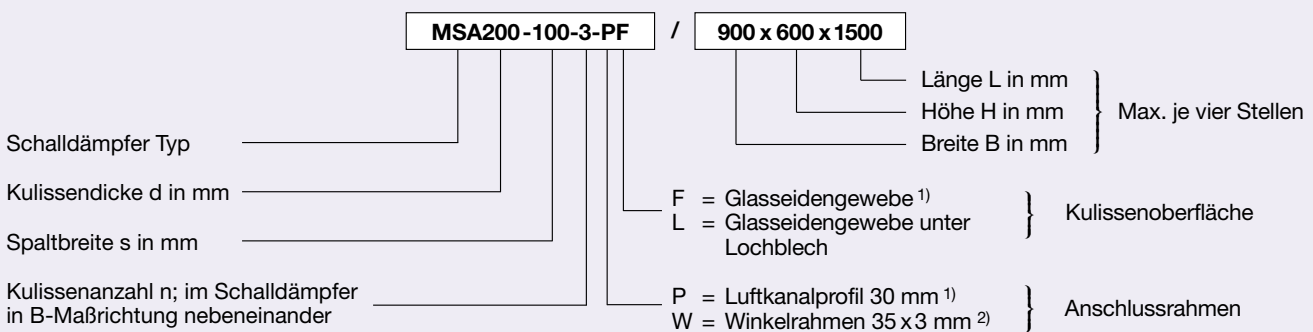 MSA200-100-3-PF / 900 x 600 x 1500
Länge L in mm
Höhe H in mm
Breite B in mm
Max. je vier Stellen
Schalldämpfer Typ
Kulissendicke d in mm
Spaltbreite s in mm
Kulissenanzahl n; im Schalldämpfer
in B-Maßrichtung nebeneinander
F = Glasseidengewebe 1)
L = Glasseidengewebe unter
Lochblech
Kulissenoberfläche
P = Luftkanalprofil 30 mm 1)
W = Winkelrahmen 35 x 3 mm 2)
Anschlussrahmen